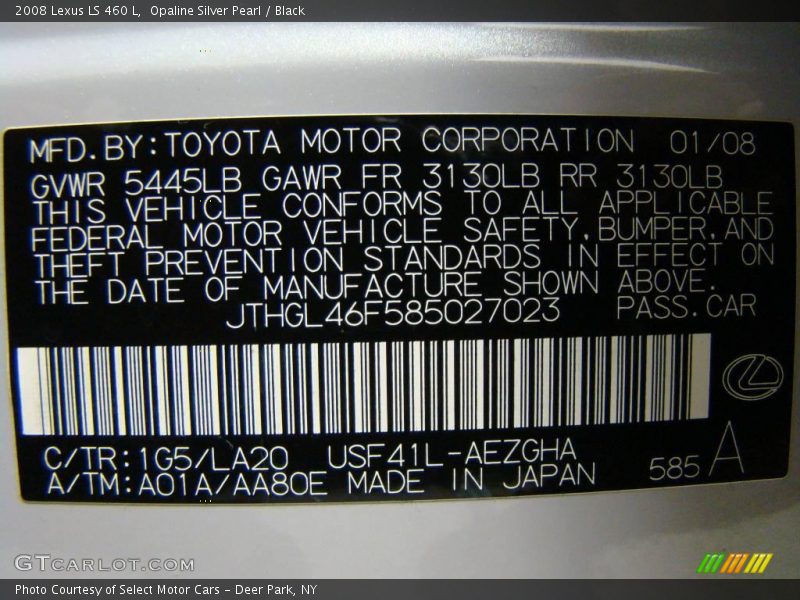 2008 Lexus LS 460 L,  Opaline Silver Pearl / Black
MFD. BY: TOYOTA MOTOR CORPORATION 01/08
GVWR 5445LB GAWR FR 3130LB RR 3130LB
THIS VEHICLE CONFORMS TO ALL APPLICABLE
FEDERAL MOTOR VEHICLE SAFETY, BUMPER, AND
THEFT PREVENTION STANDARDS IN EFFECT ON
THE DATE OF MANUFACTURE SHOWN ABOVE.
JTHGL46F585027023 PASS. CAR
C/TR: 1G5/LA20 USF41L-AEZGHA
A/TM: A01A/AA80E MADE IN JAPAN 585 A
GTCARLOT.COM
Photo Courtesy of Select Motor Cars - Deer Park, NY